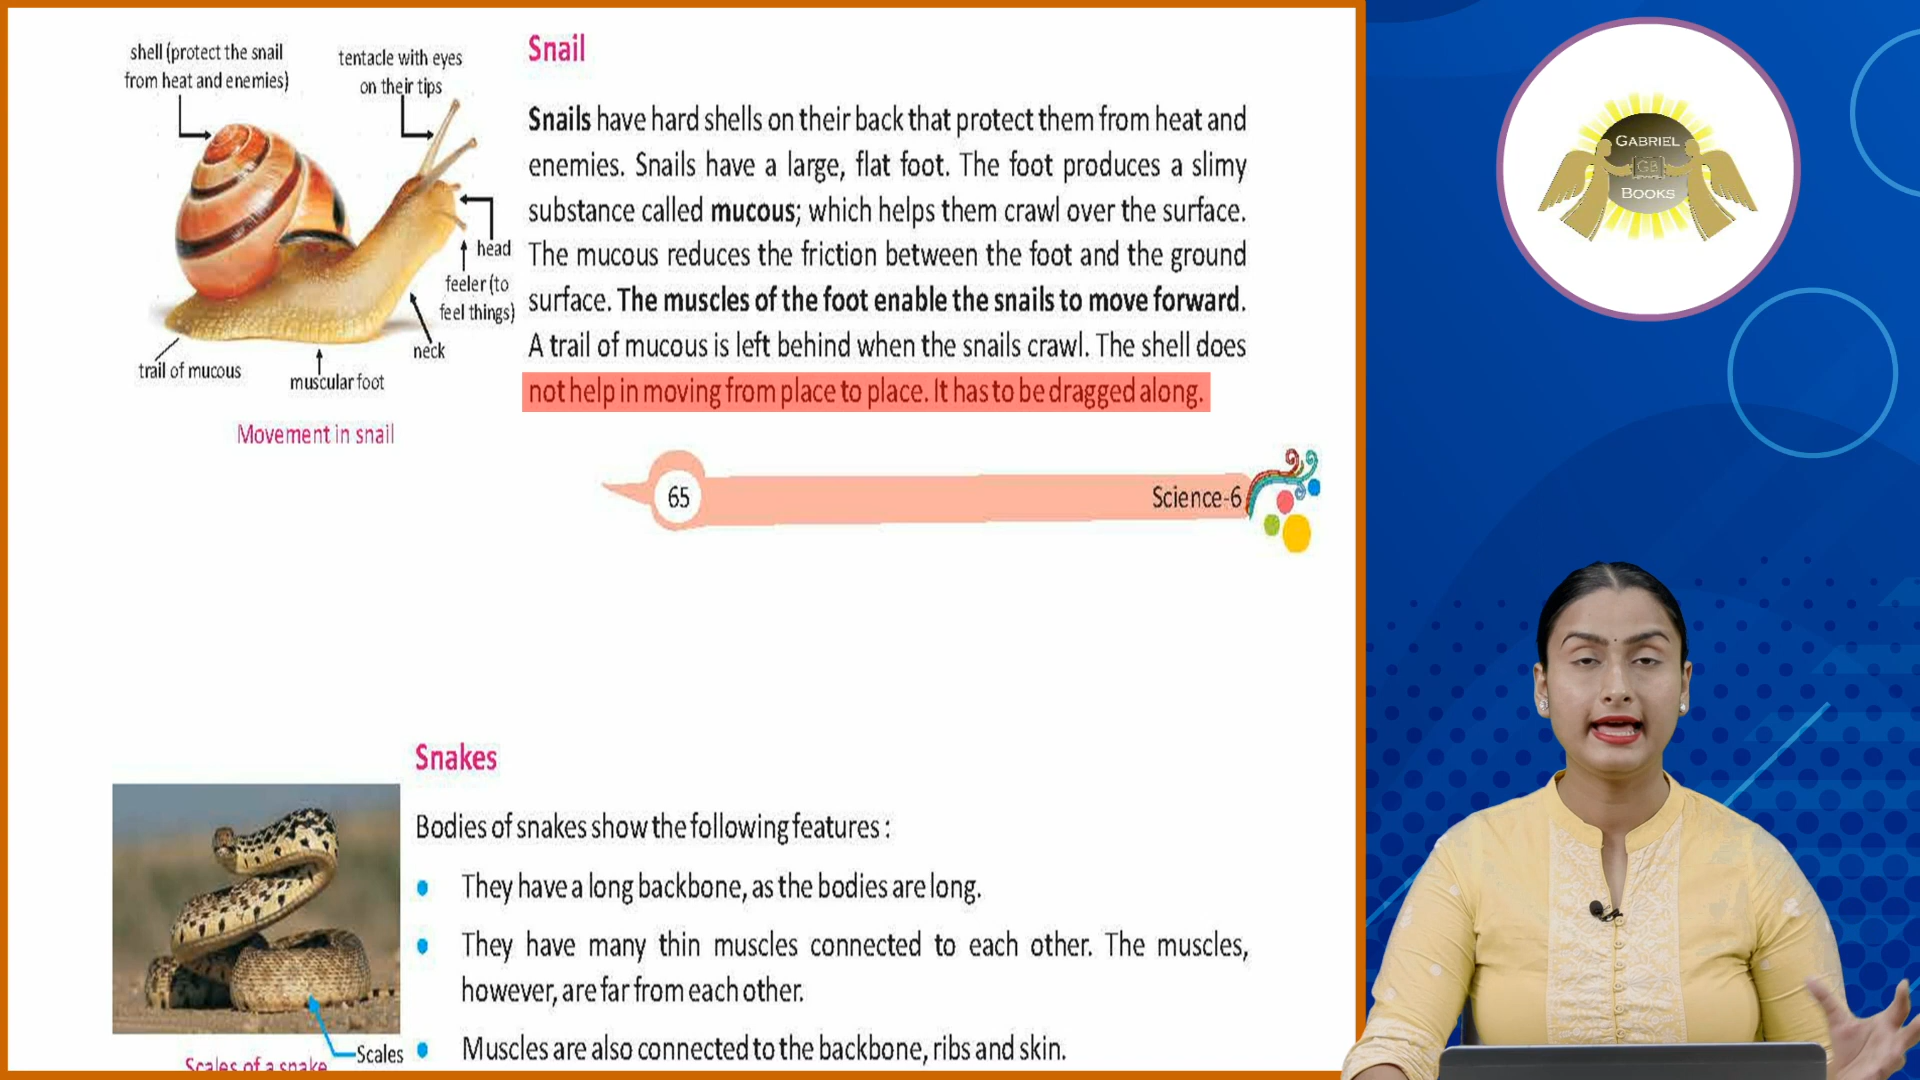 shell (protect the snail
from heat and enemies)
tentacle with eyes
on their tips
head
feeler (to
feel things)
neck
trail of mucous
muscular foot
Movement in snail
Snail
Snails have hard shells on their back that protect them from heat and
enemies. Snails have a large, flat foot. The foot produces a slimy
substance called mucous; which helps them crawl over the surface.
The mucous reduces the friction between the foot and the ground
surface. The muscles of the foot enable the snails to move forward.
A trail of mucous is left behind when the snails crawl. The shell does
not help in moving from place to place. It has to be dragged along.
65
Science-6
Snakes
Bodies of snakes show the following features :
• They have a long backbone, as the bodies are long.
• They have many thin muscles connected to each other. The muscles,
however, are far from each other.
• Muscles are also connected to the backbone, ribs and skin.
Scales
Scales of a snake
GABRIEL
GB
BOOKS